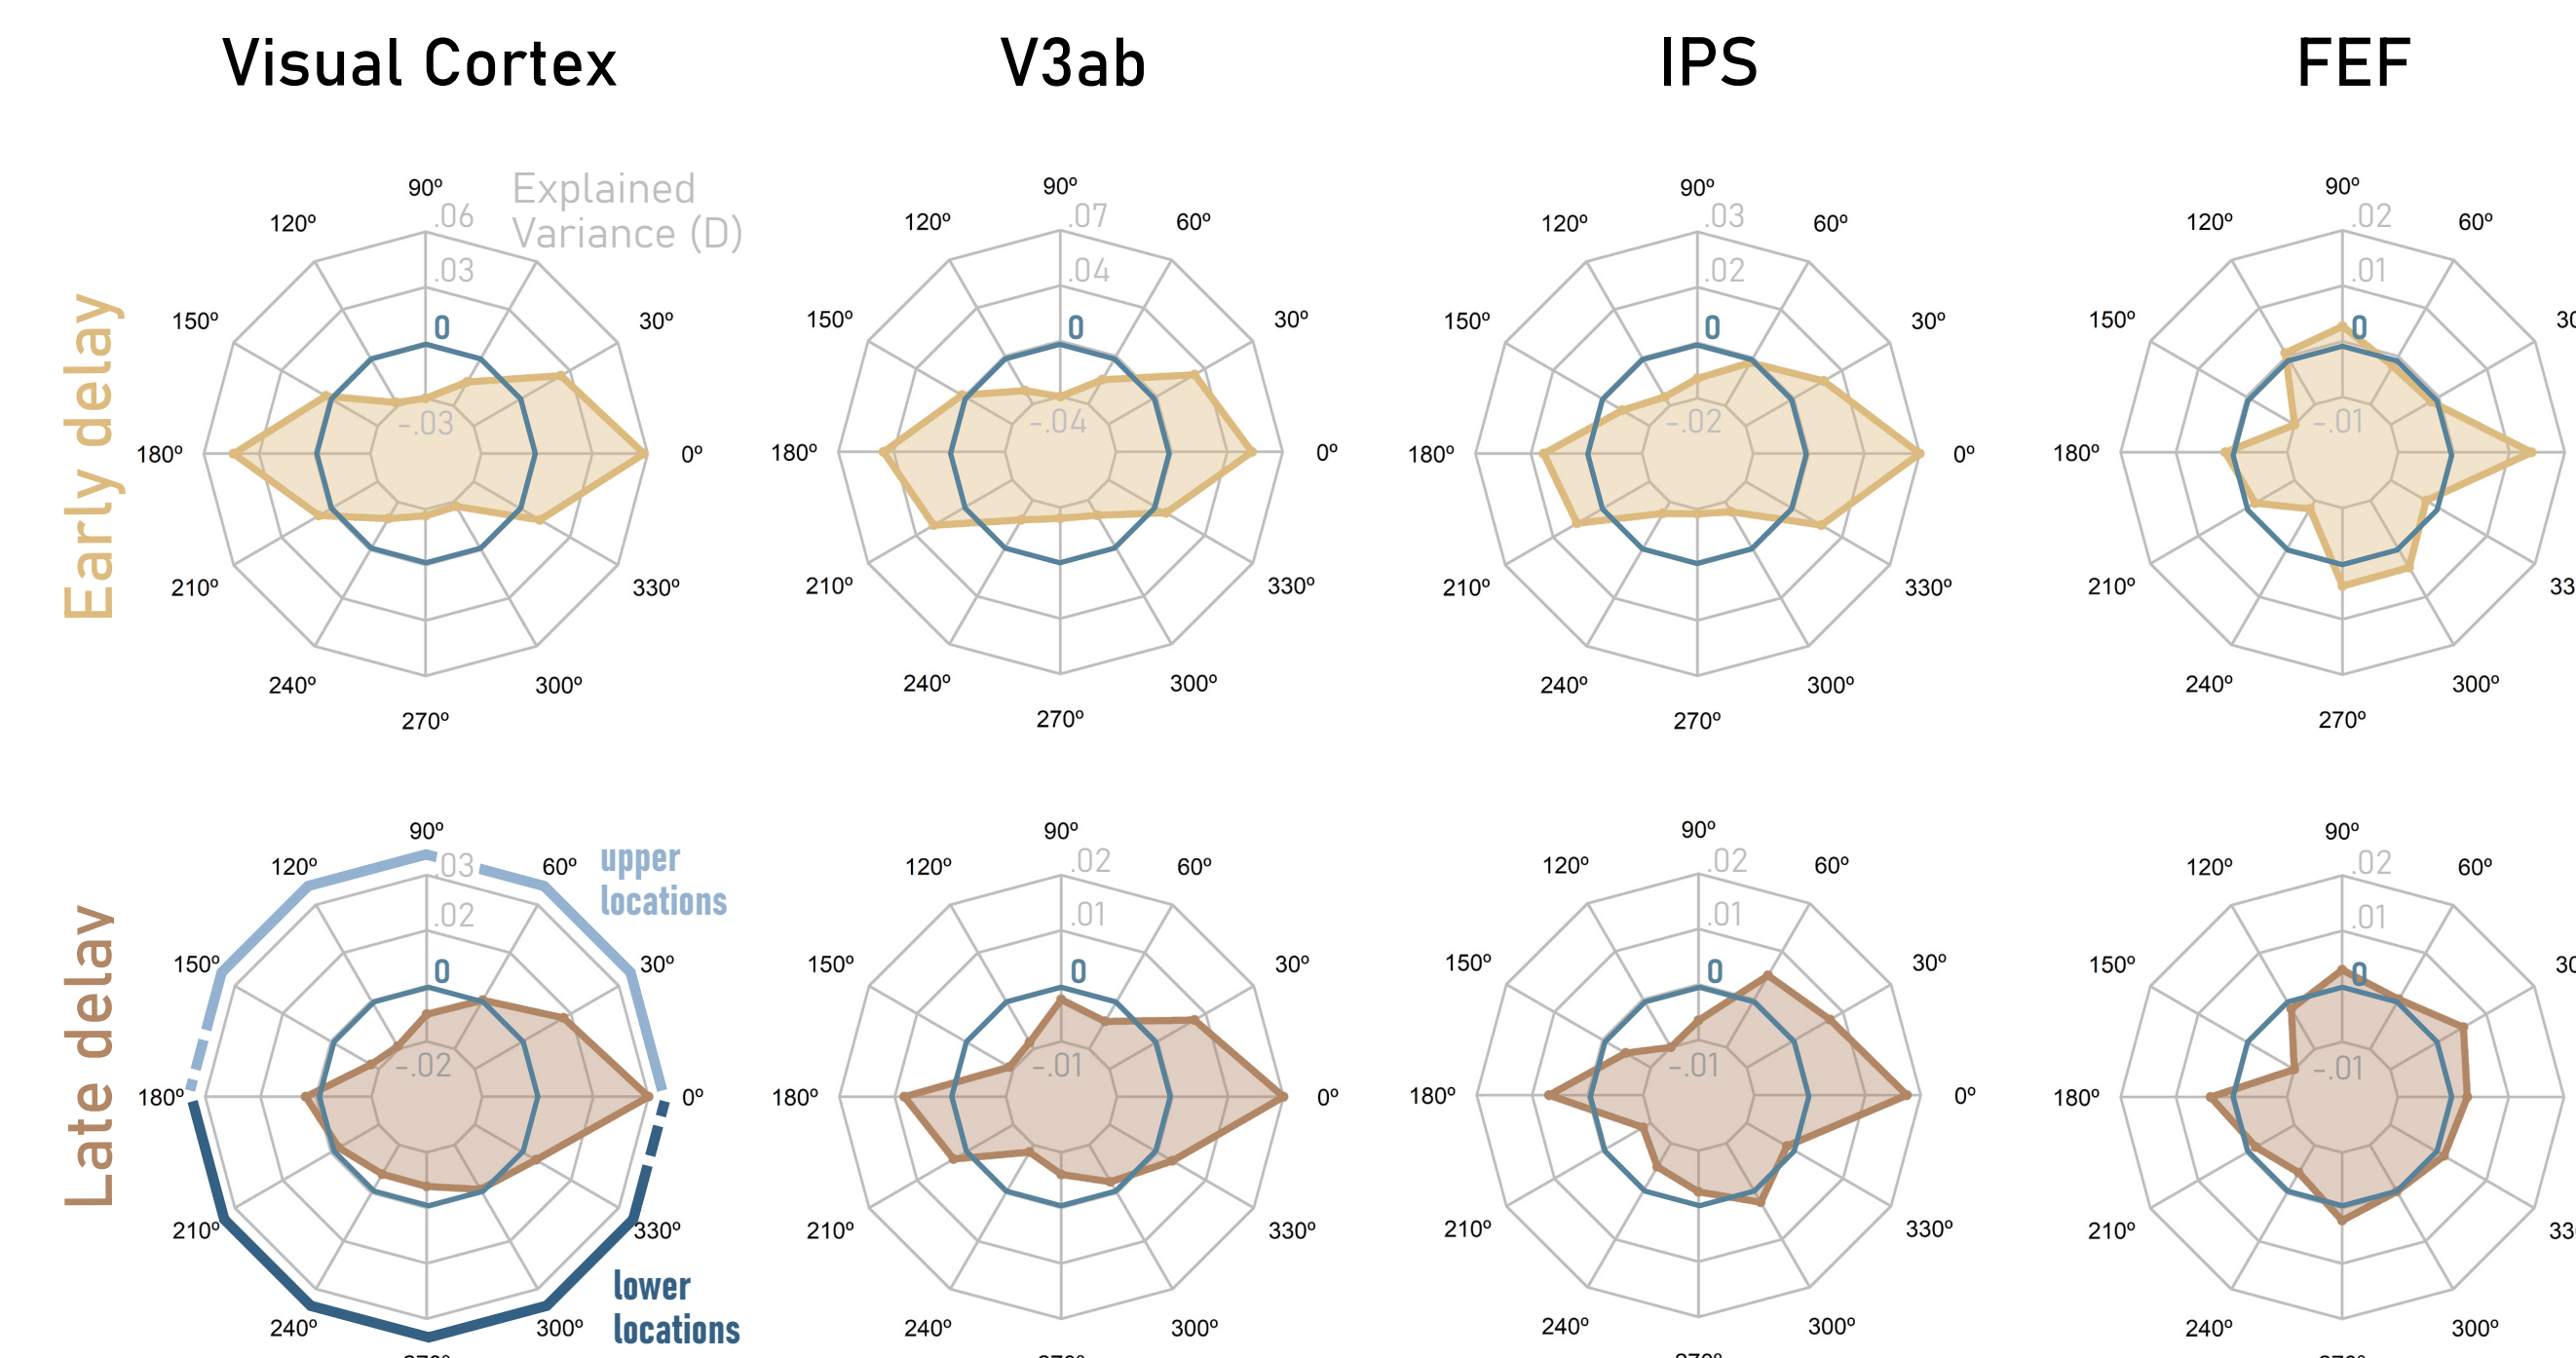 Visual Cortex
V3ab
IPS
FEF
Early delay
90º
Explained
Variance (D)
.06
.03
0
-.03
120º
150º
30º
180º
0º
210º
330º
240º
300º
270º
90º
.07
.04
0
-.04
120º
60º
150º
30º
180º
0º
210º
330º
240º
300º
270º
90º
.03
.02
0
-.02
120º
60º
150º
30º
180º
0º
210º
330º
240º
300º
270º
90º
.02
.01
0
-.01
120º
60º
150º
180º
210º
33
240º
300º
270º
Late delay
90º
.03
.02
0
-.02
120º
60º
upper
locations
150º
30º
180º
0º
210º
330º
240º
300º
lower
locations
90º
.02
.01
0
-.01
120º
60º
150º
30º
180º
0º
210º
330º
240º
300º
90º
.02
.01
0
-.01
120º
60º
150º
30º
180º
0º
210º
330º
240º
300º
90º
.02
.01
0
-.01
120º
60º
150º
180º
210º
33
240º
300º